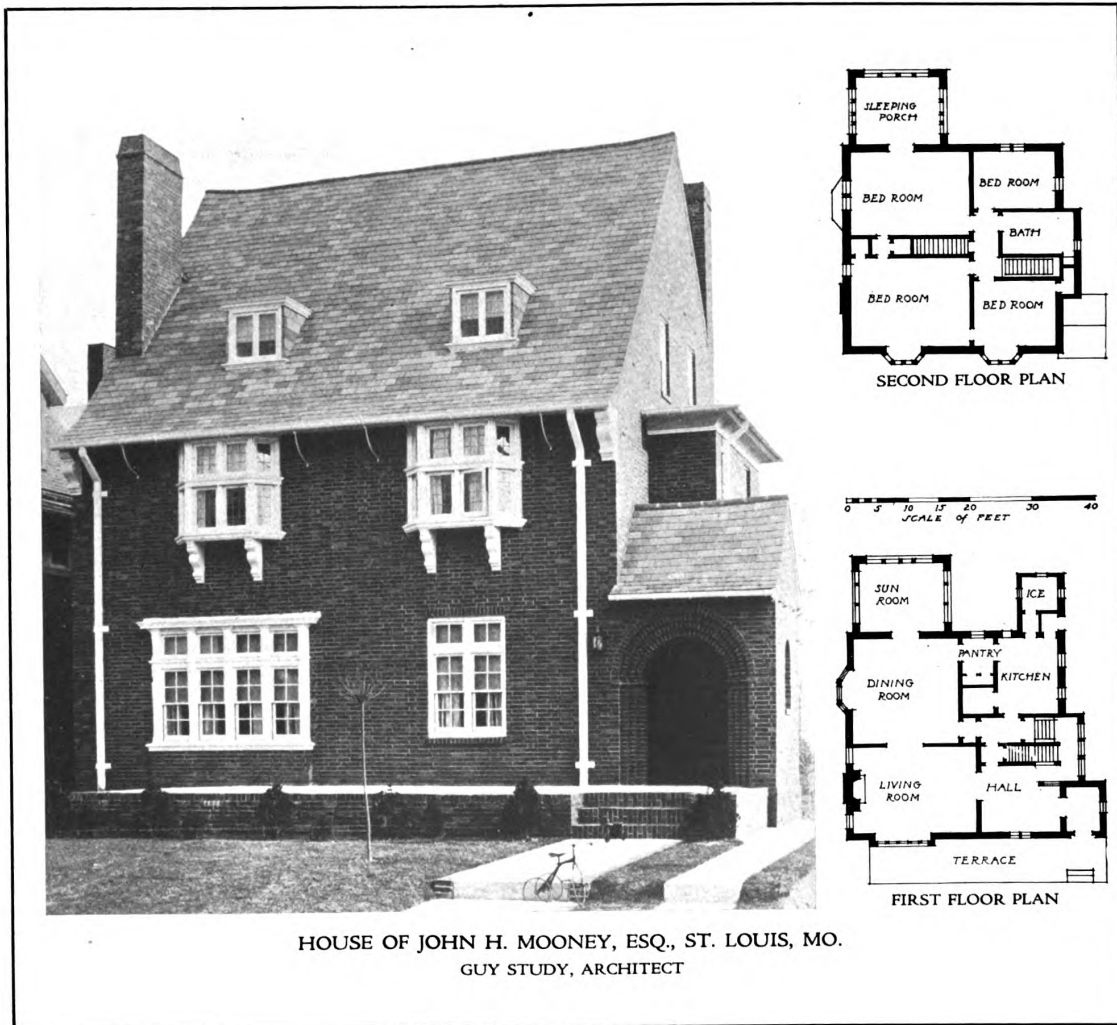 SLEEPING
PORCH
BED ROOM
BED ROOM
BATH
BED ROOM
BED ROOM
SECOND FLOOR PLAN
0 5 10 15 20 30 40
SCALE of FEET
SUN
ROOM
ICE
PANTRY
DINING
ROOM
KITCHEN
LIVING
ROOM
HALL
TERRACE
FIRST FLOOR PLAN
HOUSE OF JOHN H. MOONEY, ESQ., ST. LOUIS, MO.
GUY STUDY, ARCHITECT